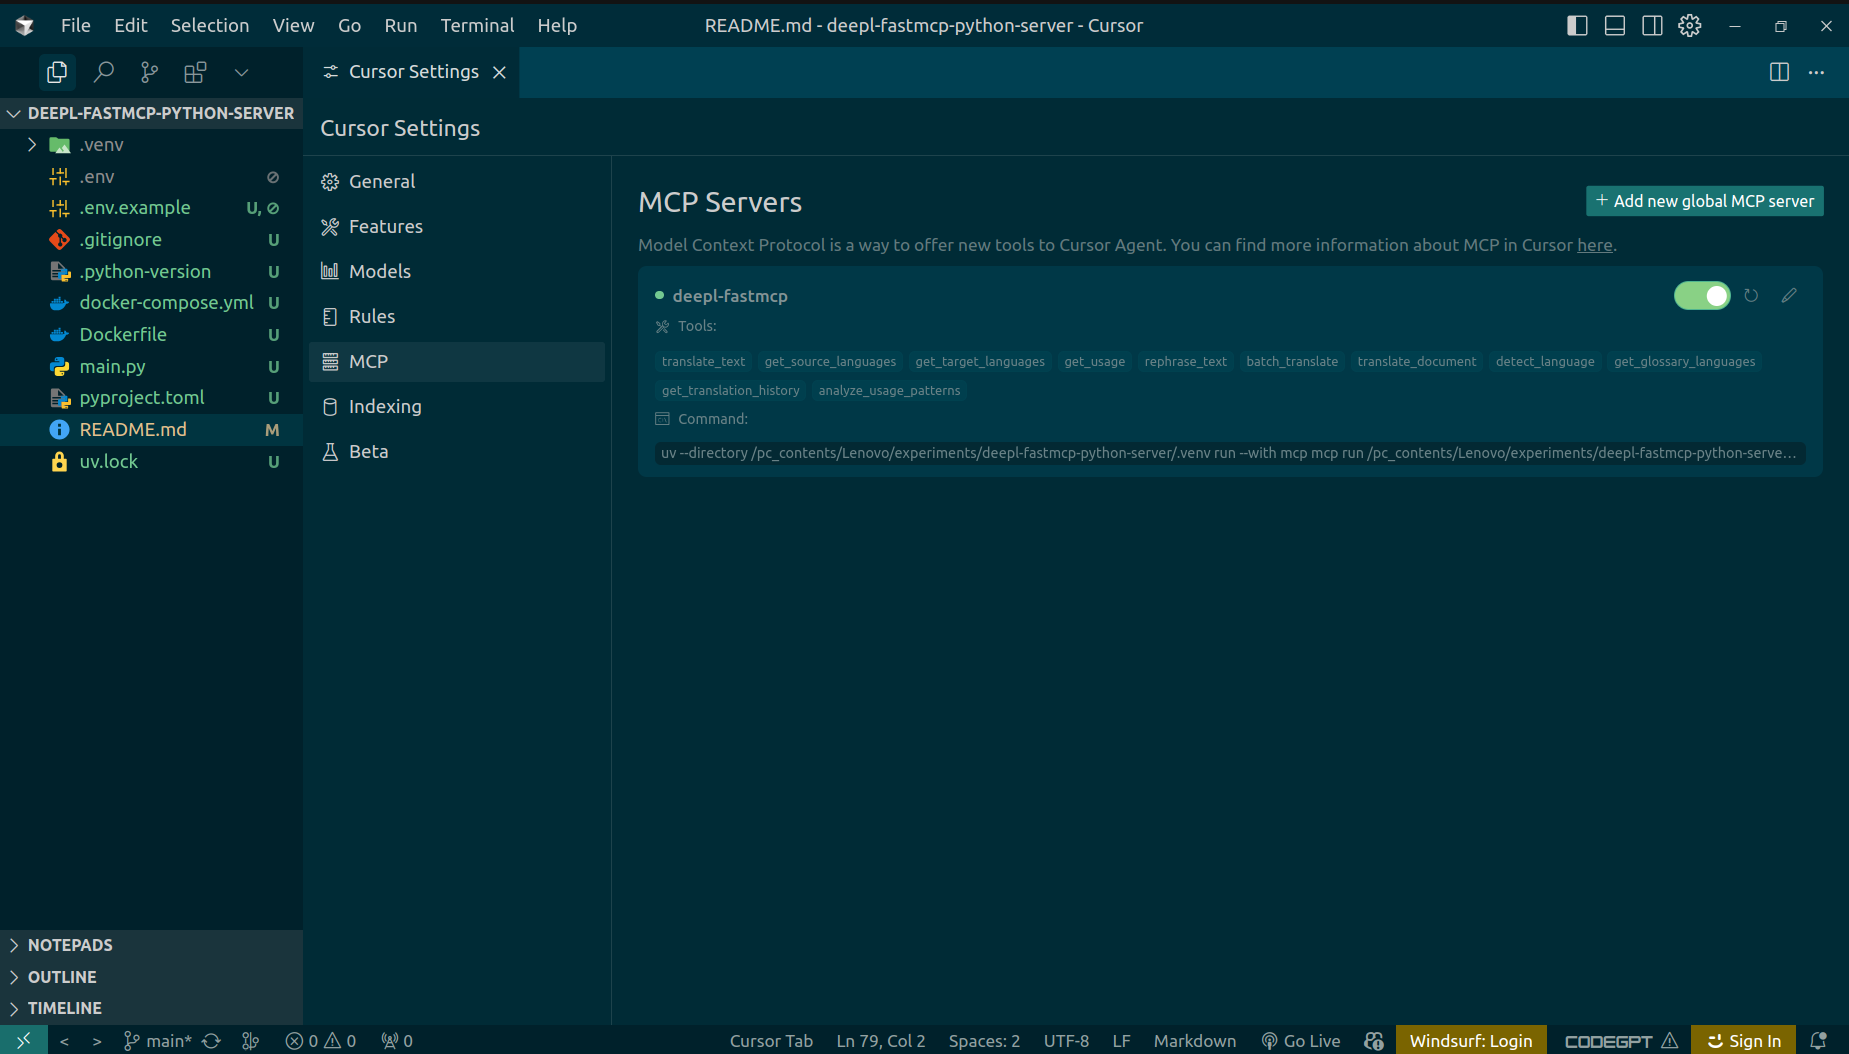 File Edit Selection View Go Run Terminal Help
README.md - deepl-fastmcp-python-server - Cursor
Cursor Settings
DEEPL-FASTMCP-PYTHON-SERVER
.venv
.env
.env.example U,
.gitignore U
.python-version U
docker-compose.yml U
Dockerfile U
main.py U
pyproject.toml U
README.md M
uv.lock U
NOTEPADS
OUTLINE
TIMELINE
Cursor Settings
General
Features
Models
Rules
MCP
Indexing
Beta
MCP Servers
+ Add new global MCP server
Model Context Protocol is a way to offer new tools to Cursor Agent. You can find more information about MCP in Cursor here.
deepl-fastmcp
Tools:
translate_text get_source_languages get_target_languages get_usage rephrase_text batch_translate translate_document detect_language get_glossary_languages
get_translation_history analyze_usage_patterns
Command:
uv --directory /pc_contents/Lenovo/experiments/deepl-fastmcp-python-server/.venv run --with mcp mcp run /pc_contents/Lenovo/experiments/deepl-fastmcp-python-serve…
< > main* 0 0 0 Cursor Tab Ln 79, Col 2 Spaces: 2 UTF-8 LF Markdown Go Live Windsurf: Login CODEGPT Sign In